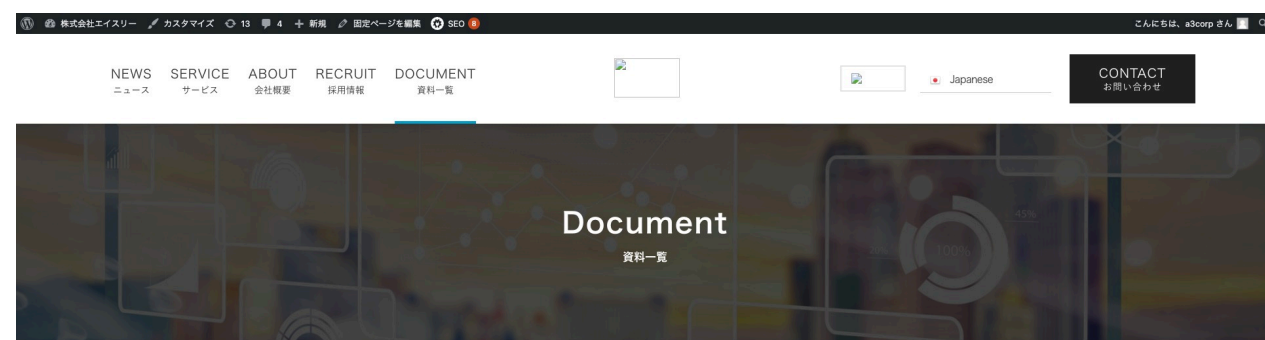 株式会社エイスリー カスタマイズ 13 4 新規 固定ページを編集 SEO 8 こんにちは、a3corp さん
NEWS SERVICE ABOUT RECRUIT DOCUMENT Japanese CONTACT
ニュース サービス 会社概要 採用情報 資料一覧 お問い合わせ
Document
資料一覧
45%
100%